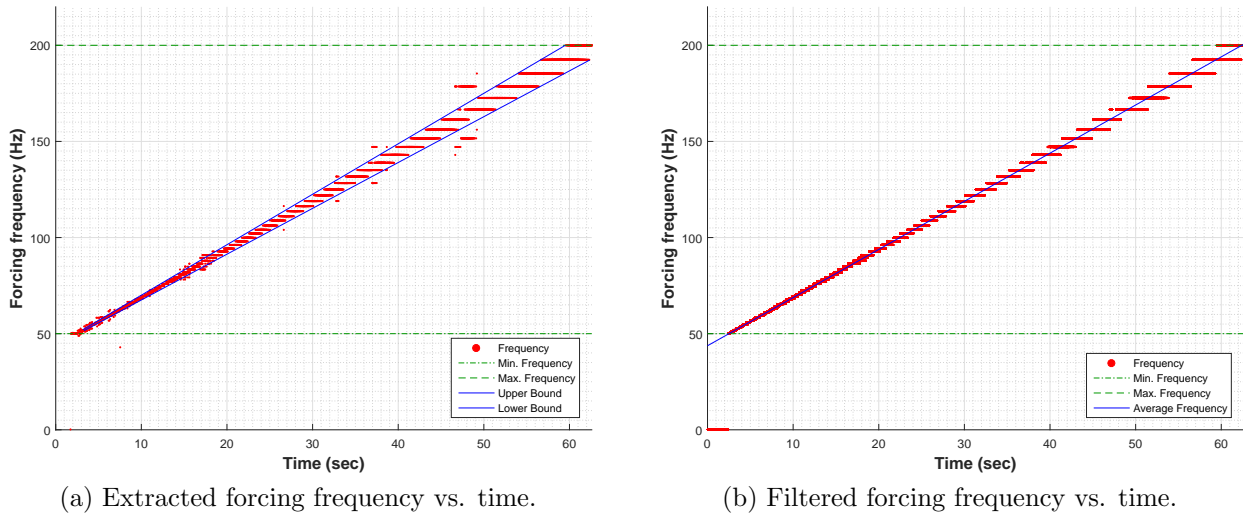 200
150
100
50
0
Forcing frequency (Hz)
Frequency
Min. Frequency
Max. Frequency
Upper Bound
Lower Bound
0 10 20 30 40 50 60
Time (sec)
(a) Extracted forcing frequency vs. time.
200
150
100
50
0
Forcing frequency (Hz)
Frequency
Min. Frequency
Max. Frequency
Average Frequency
0 10 20 30 40 50 60
Time (sec)
(b) Filtered forcing frequency vs. time.